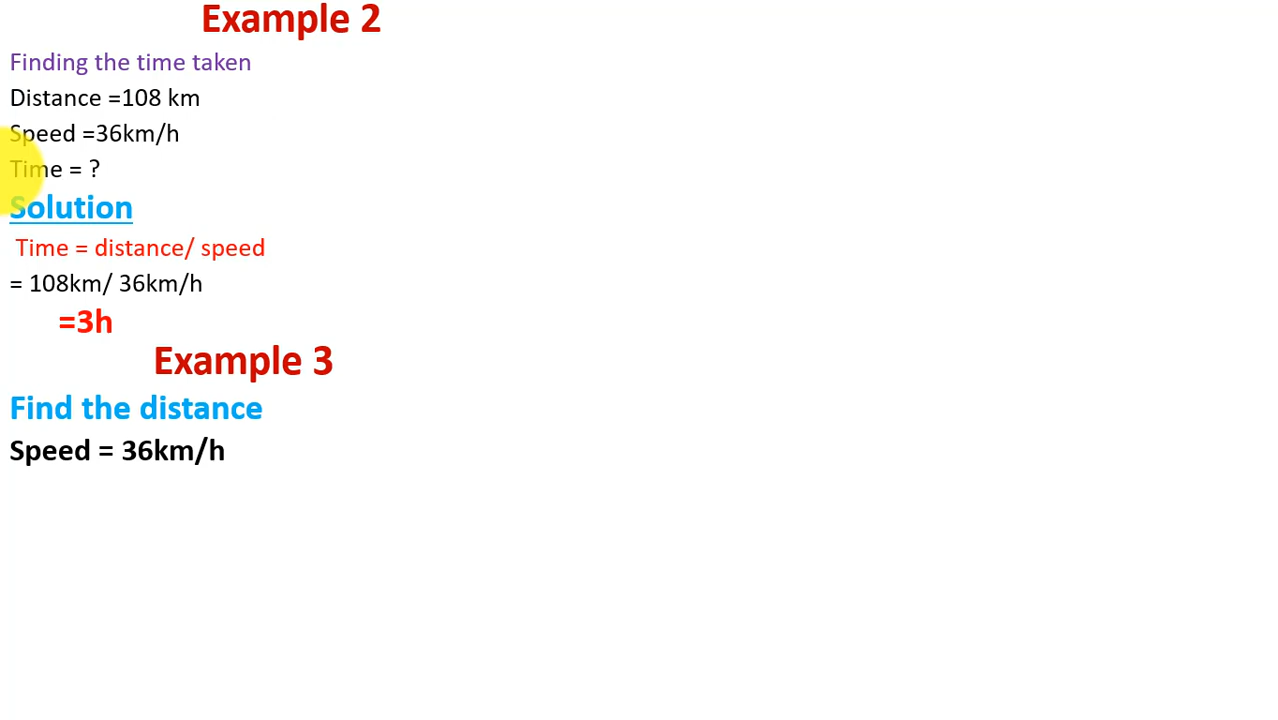 Example 2
Finding the time taken
Distance =108 km
Speed =36km/h
Time = ?
Solution
Time = distance/ speed
= 108km/ 36km/h
=3h
Example 3
Find the distance
Speed = 36km/h